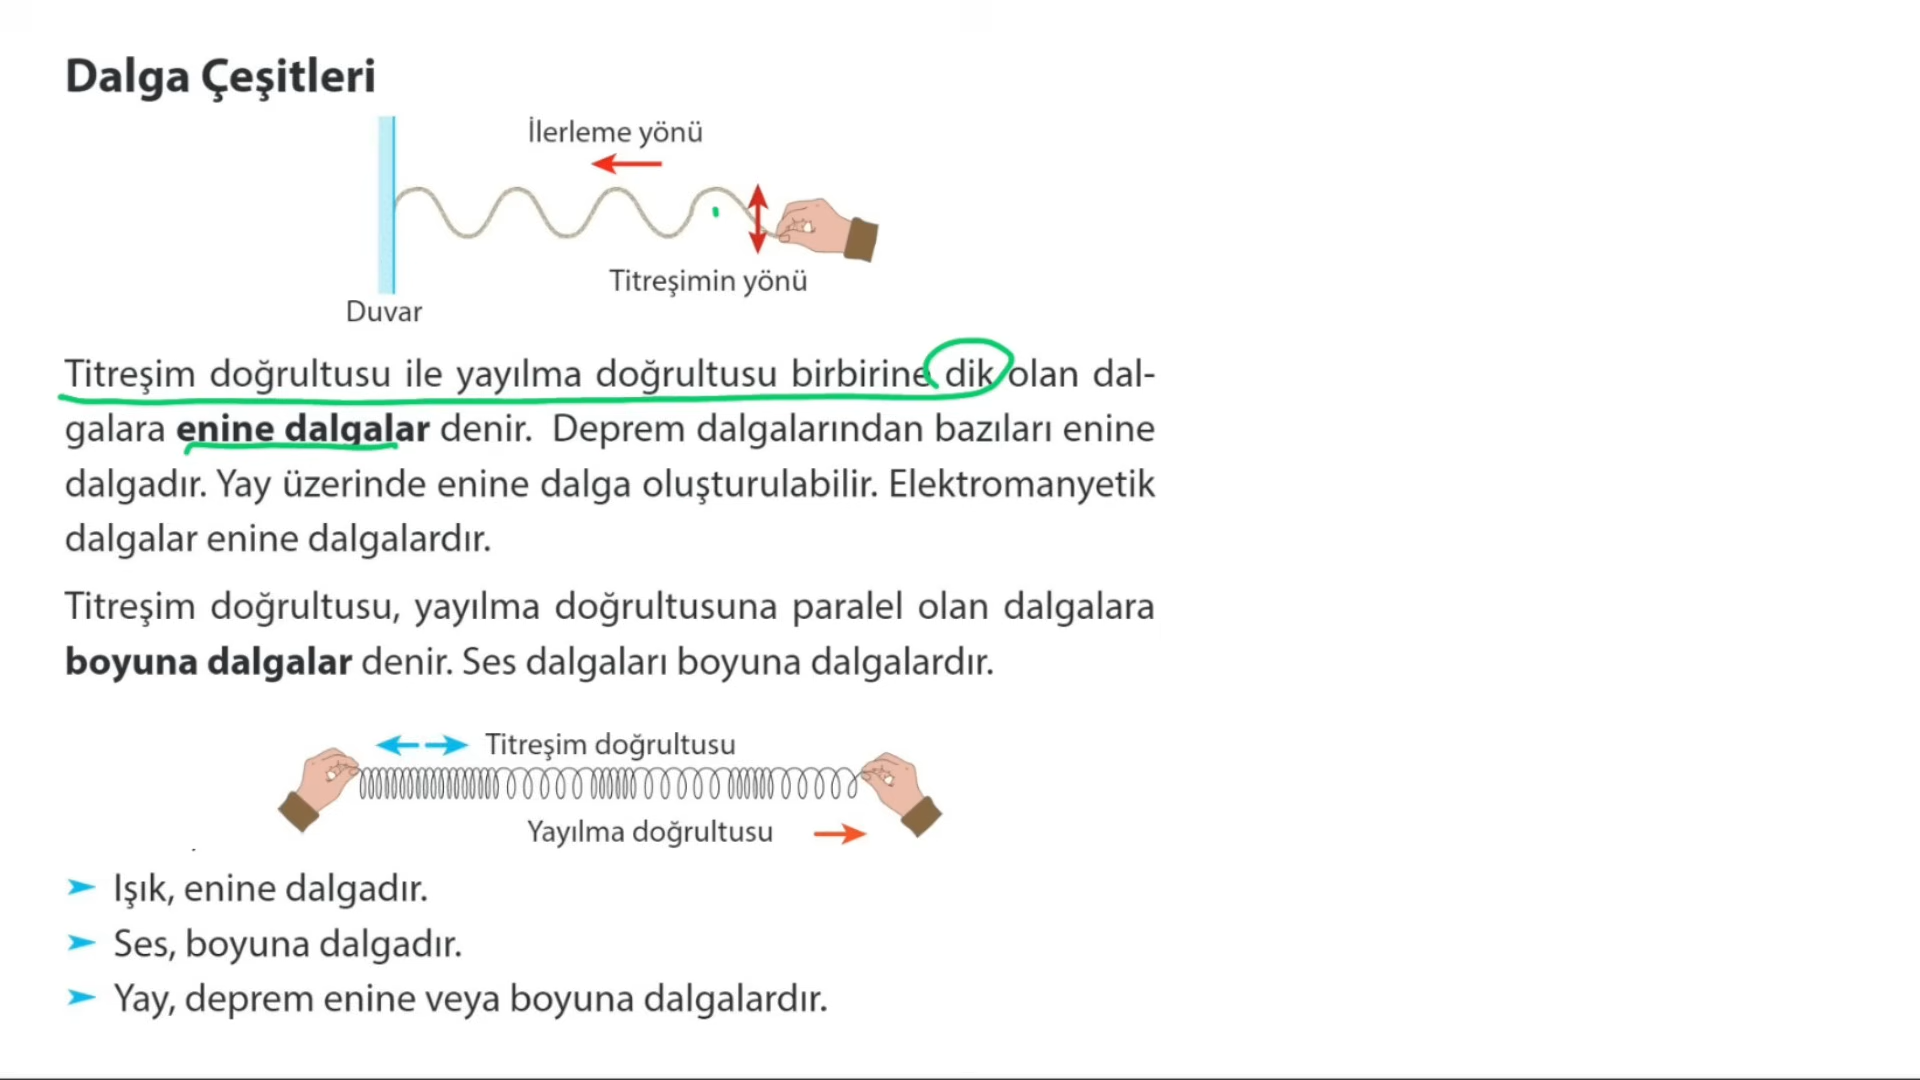 Dalga Çeşitleri
İlerleme yönü
Titreşimin yönü
Duvar
Titreşim doğrultusu ile yayılma doğrultusu birbirine dik olan dal-
galara enine dalgalar denir. Deprem dalgalarından bazıları enine
dalgadır. Yay üzerinde enine dalga oluşturulabilir. Elektromanyetik
dalgalar enine dalgalardır.
Titreşim doğrultusu, yayılma doğrultusuna paralel olan dalgalara
boyuna dalgalar denir. Ses dalgaları boyuna dalgalardır.
Titreşim doğrultusu
Yayılma doğrultusu
Işık, enine dalgadır.
Ses, boyuna dalgadır.
Yay, deprem enine veya boyuna dalgalardır.